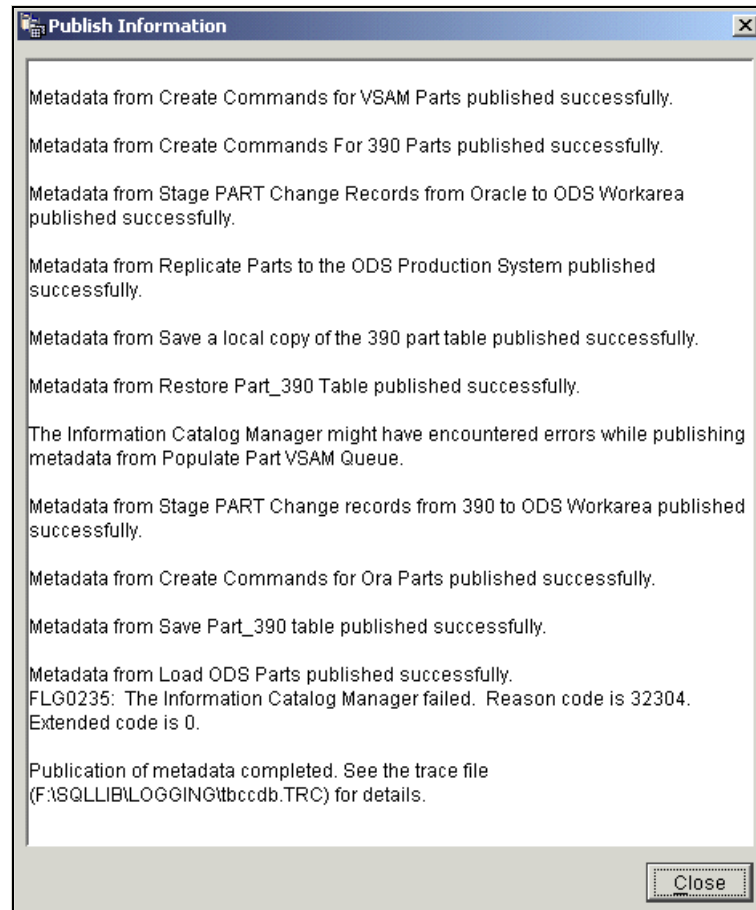 Publish Information
Metadata from Create Commands for VSAM Parts published successfully.
Metadata from Create Commands For 390 Parts published successfully.
Metadata from Stage PART Change Records from Oracle to ODS Workarea
published successfully.
Metadata from Replicate Parts to the ODS Production System published
successfully.
Metadata from Save a local copy of the 390 part table published successfully.
Metadata from Restore Part_390 Table published successfully.
The Information Catalog Manager might have encountered errors while publishing
metadata from Populate Part VSAM Queue.
Metadata from Stage PART Change records from 390 to ODS Workarea published
successfully.
Metadata from Create Commands for Ora Parts published successfully.
Metadata from Save Part_390 table published successfully.
Metadata from Load ODS Parts published successfully.
FLG0235:  The Information Catalog Manager failed.  Reason code is 32304.
Extended code is 0.
Publication of metadata completed. See the trace file
(F:\SQLLIB\LOGGING\tbccdb.TRC) for details.
Close